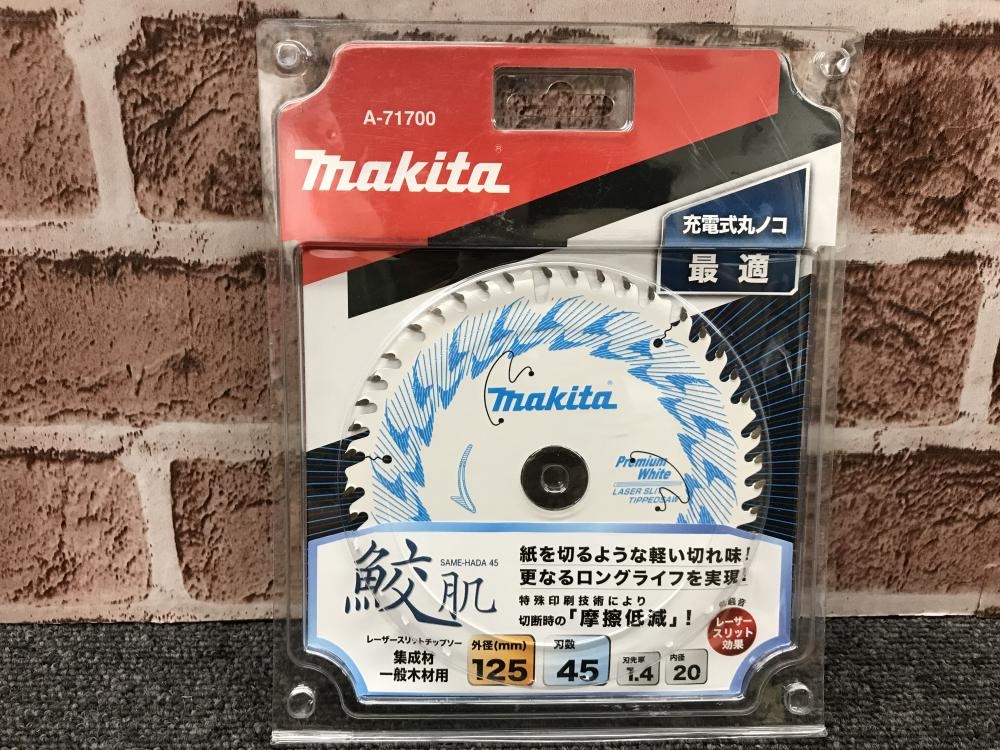 A-71700
makita®
充電式丸ノコ
最適
makita
Premium
White
LASER SLIT
TIPPEDSAW
鮫肌
SAME-HADA 45
紙を切るような軽い切れ味!
更なるロングライフを実現!
特殊印刷技術により
切断時の「摩擦低減」!
低騒音
レーザー
スリット
効果
レーザースリットチップソー
集成材
一般木材用
外径(mm)
125
刃数
45
刃先厚
1.4
内径
20